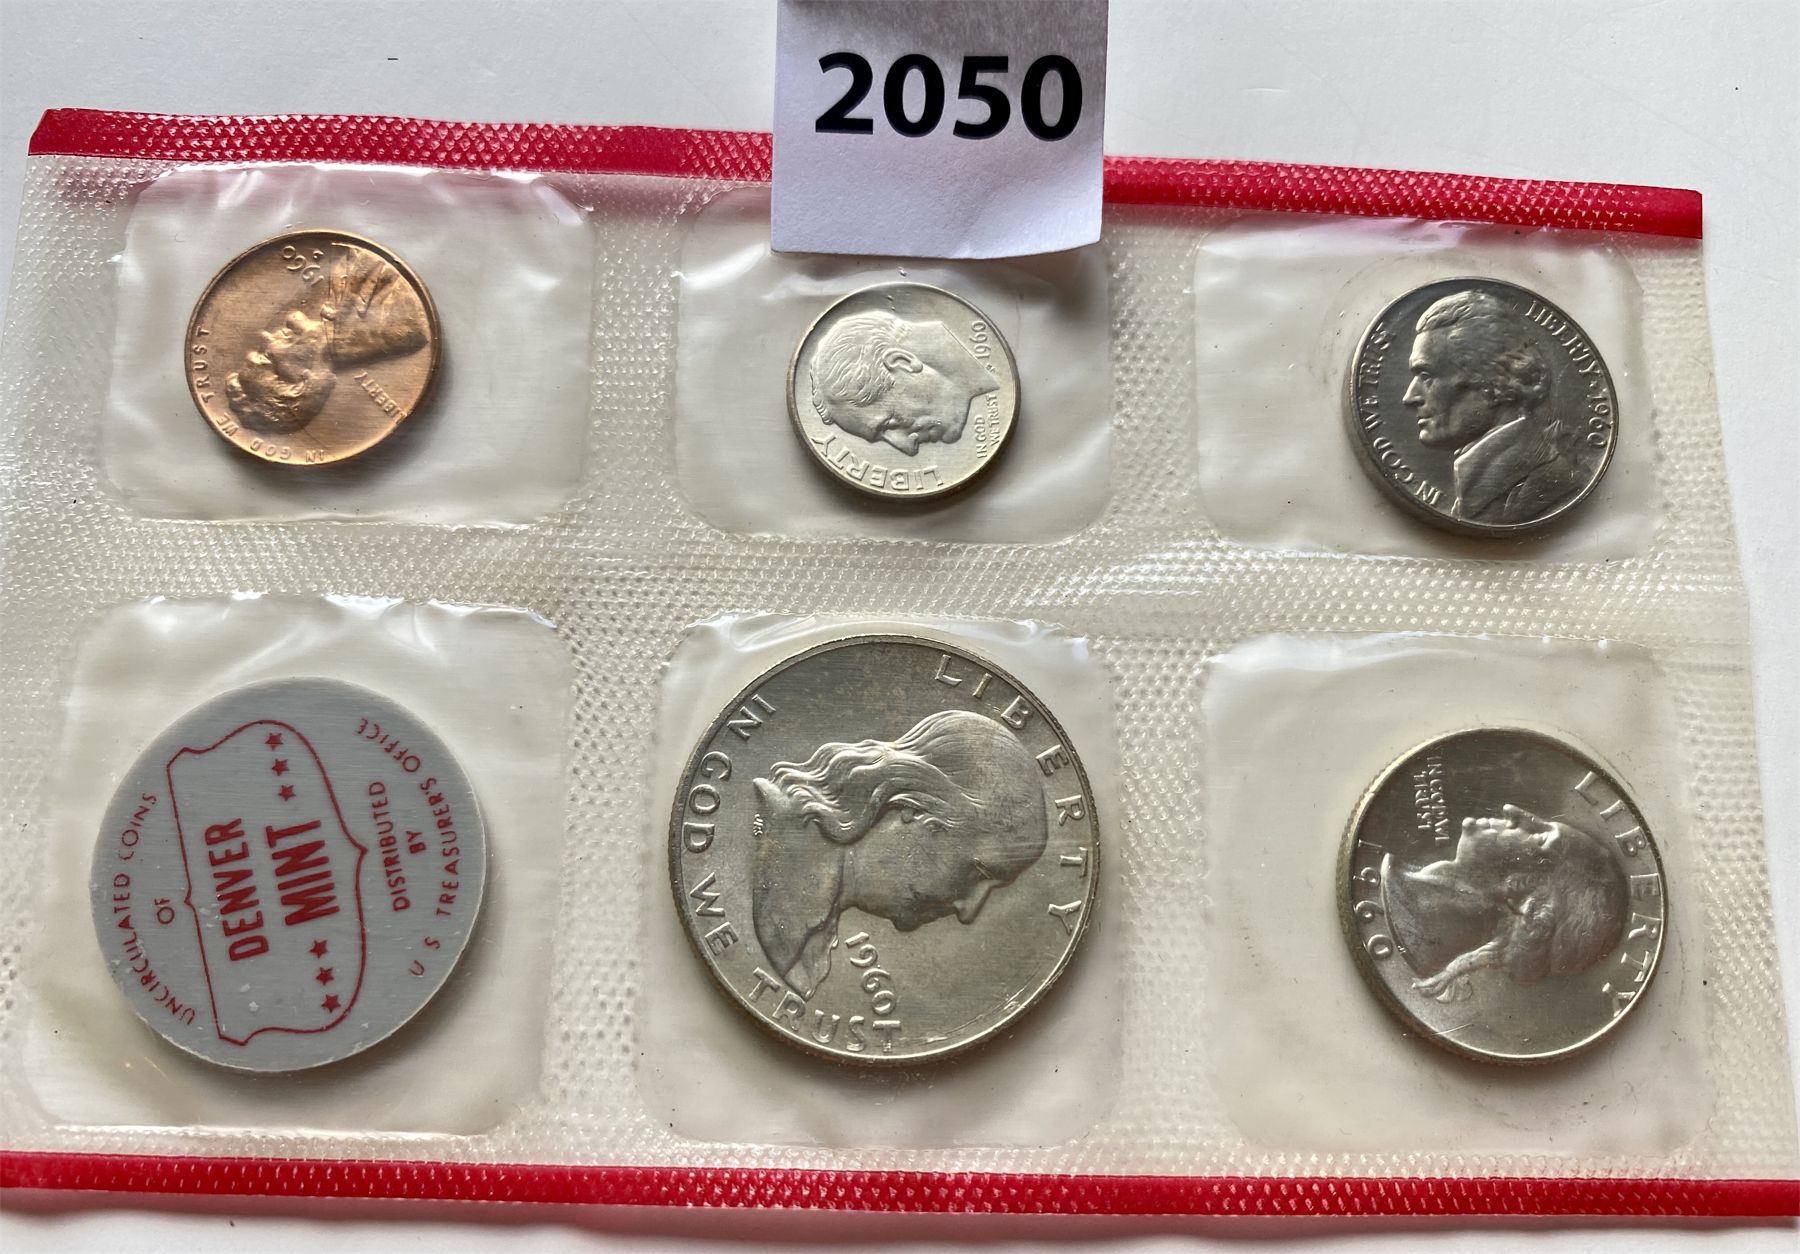 2050
1960
D
LIBERTY
IN GOD WE TRUST
LIBERTY
IN GOD
WE TRUST
1960
IN GOD WE TRUST
LIBERTY · 1960
UNCIRCULATED COINS
OF
DENVER
MINT
DISTRIBUTED
BY
U S TREASURER'S OFFICE
LIBERTY
IN GOD WE TRUST
1960
LIBERTY
IN GOD WE
TRUST
1960